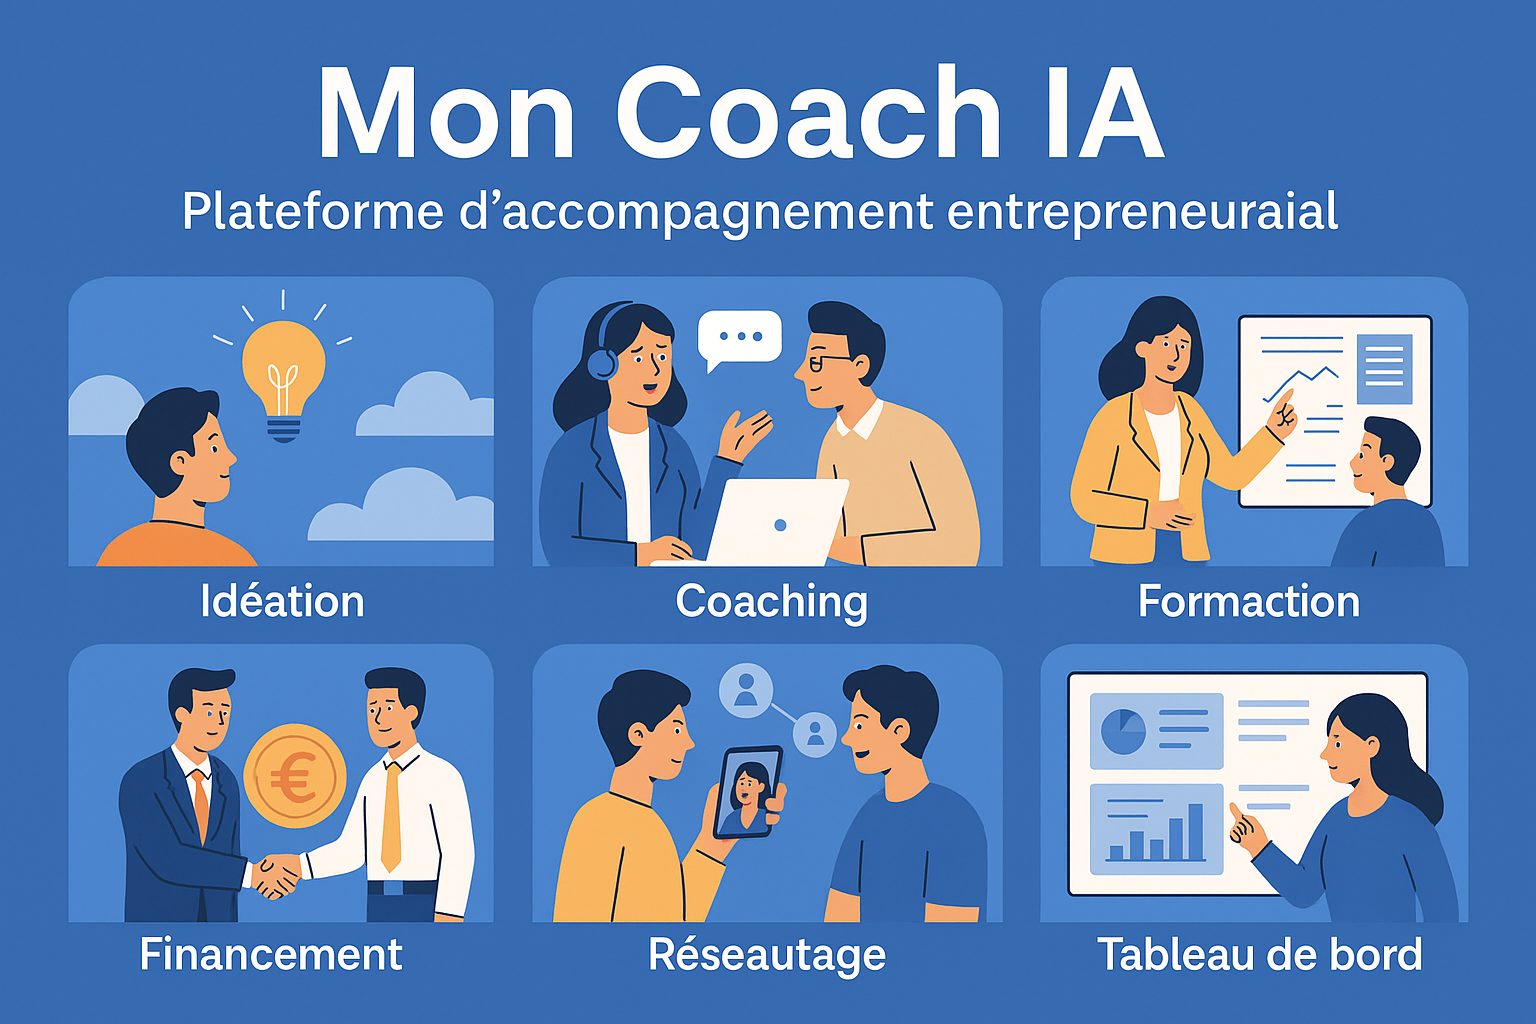 Mon Coach IA
Plateforme d’accompagnement entrepreneuraial
Idéation
Coaching
Formaction
€
Financement
Réseautage
Tableau de bord